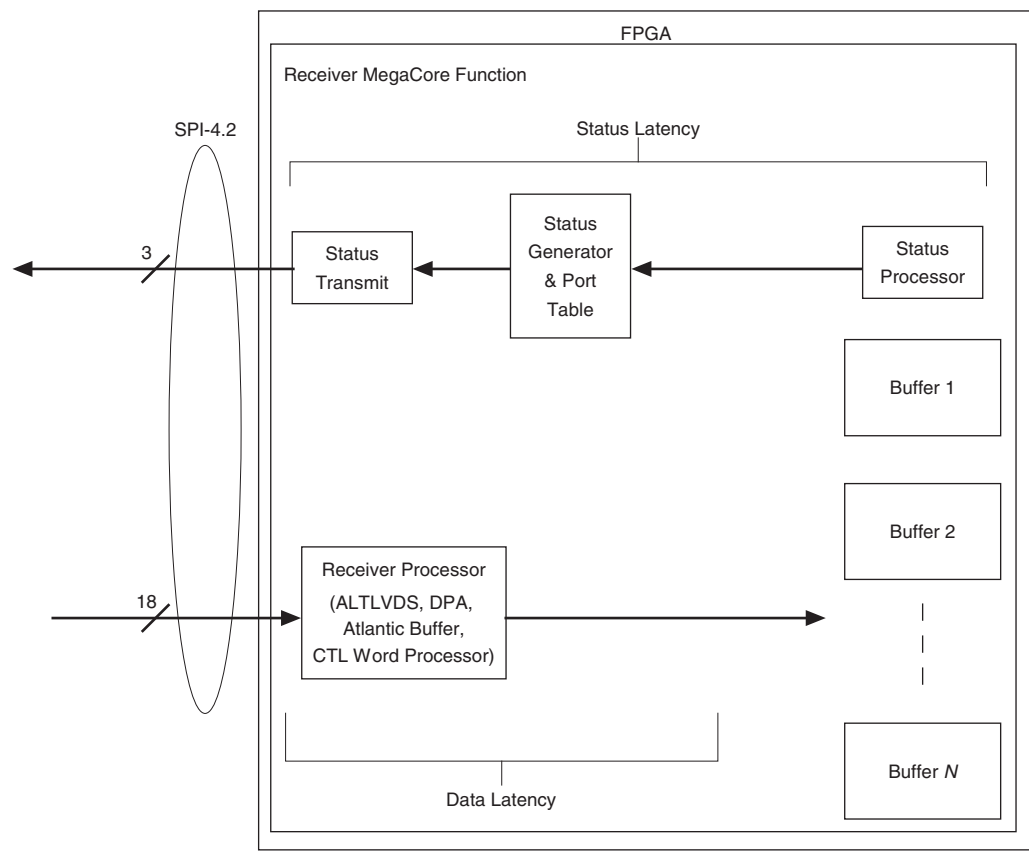 FPGA
Receiver MegaCore Function
SPI-4.2
Status Latency
3
Status
Transmit
Status
Generator
& Port
Table
Status
Processor
Buffer 1
Buffer 2
18
Receiver Processor
(ALTLVDS, DPA,
Atlantic Buffer,
CTL Word Processor)
Buffer N
Data Latency